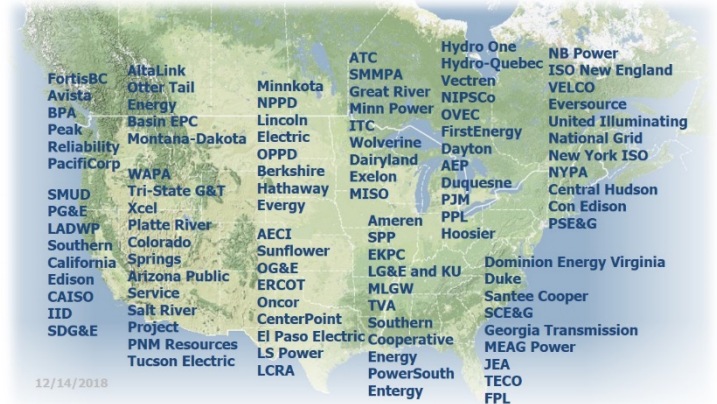 FortisBC
Avista
BPA
Peak
Reliability
PacifiCorp
SMUD
PG&E
LADWP
Southern
California
Edison
CAISO
IID
SDG&E
AltaLink
Otter Tail
Energy
Basin EPC
Montana-Dakota
WAPA
Tri-State G&T
Xcel
Platte River
Colorado
Springs
Arizona Public
Service
Salt River
Project
PNM Resources
Tucson Electric
Minnkota
NPPD
Lincoln
Electric
OPPD
Berkshire
Hathaway
Evergy
AECI
Sunflower
OG&E
ERCOT
Oncor
CenterPoint
El Paso Electric
LS Power
LCRA
ATC
SMMPA
Great River
Minn Power
ITC
Wolverine
Dairyland
Exelon
MISO
Ameren
SPP
EKPC
LG&E and KU
MLGW
TVA
Southern
Cooperative
Energy
PowerSouth
Entergy
Hydro One
Hydro-Quebec
Vectren
NIPSCo
OVEC
FirstEnergy
Dayton
AEP
Duquesne
PJM
PPL
Hoosier
NB Power
ISO New England
VELCO
Eversource
United Illuminating
National Grid
New York ISO
NYPA
Central Hudson
Con Edison
PSE&G
Dominion Energy Virginia
Duke
Santee Cooper
SCE&G
Georgia Transmission
MEAG Power
JEA
TECO
FPL
12/14/2018